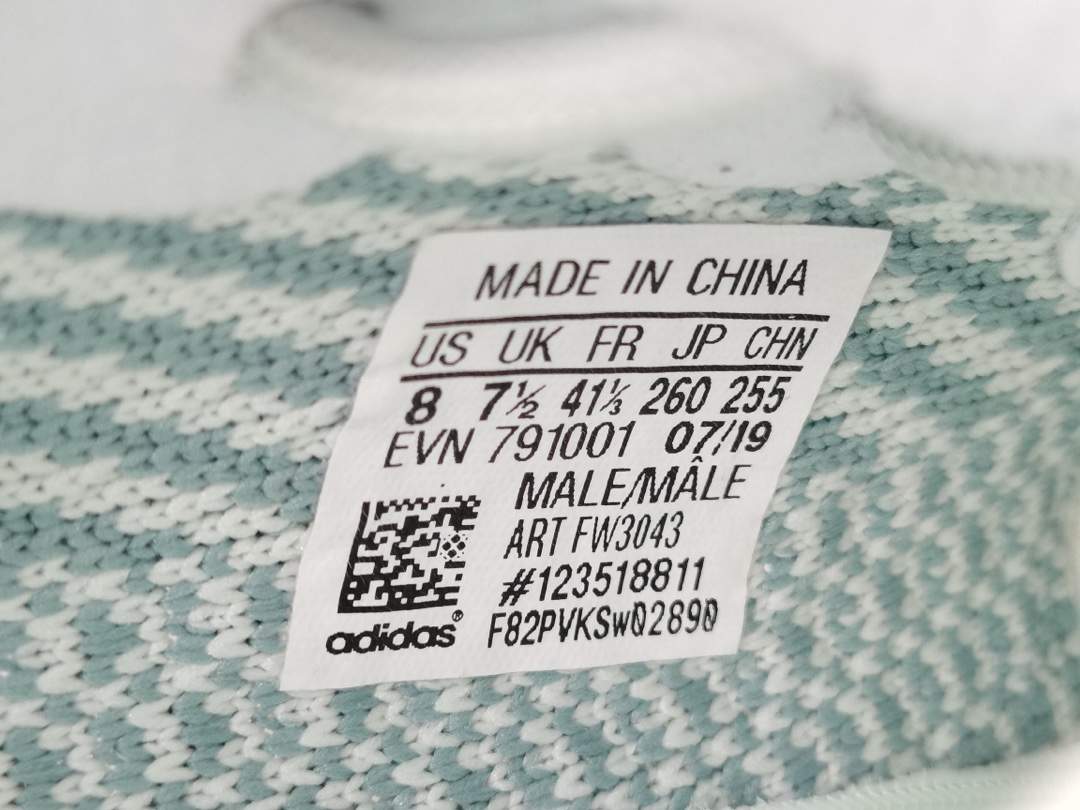 MADE IN CHINA
US UK FR JP CHN
8 7½ 41⅓ 260 255
EVN 791001 07/19
MALE/MÂLE
ART FW3043
#123518811
F82PVKSw02890
adidas®